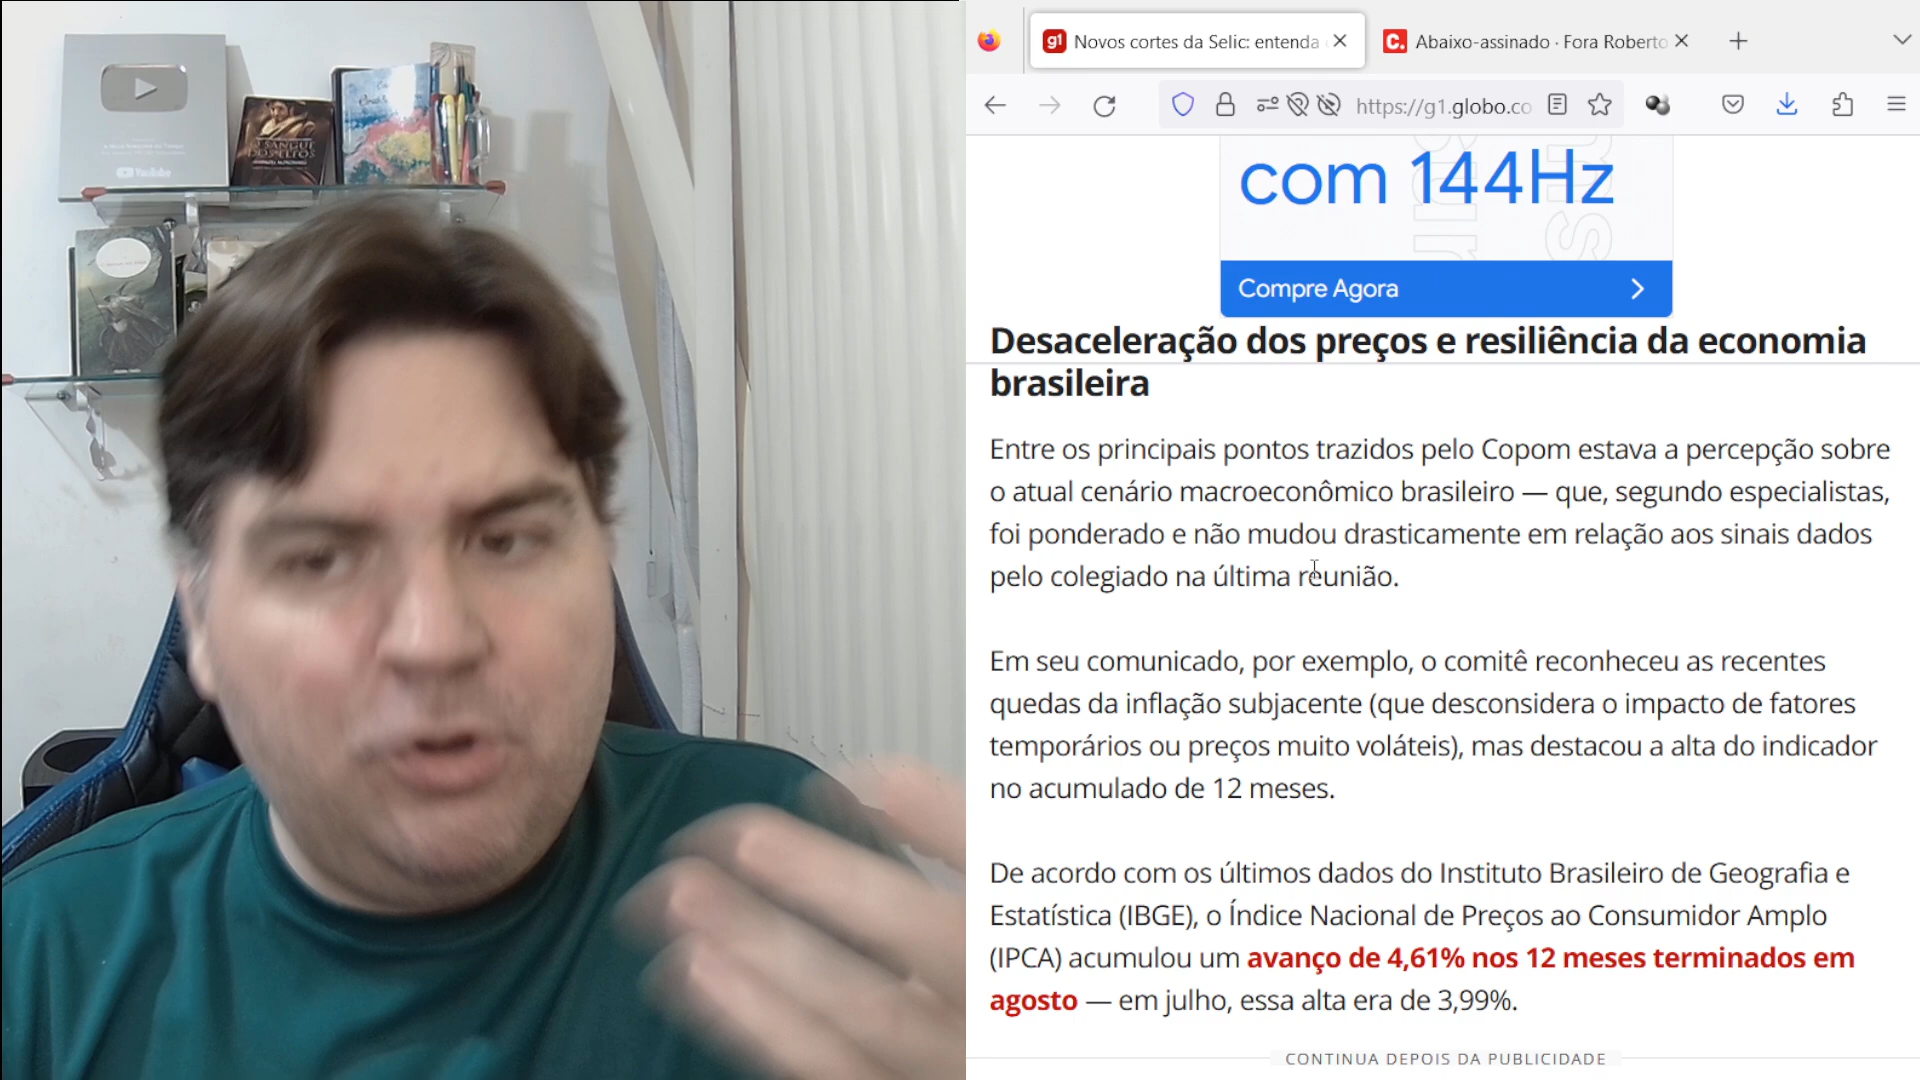 YouTube
O SANGUE
DOS ELFOS
g1 Novos cortes da Selic: entenda
C. Abaixo-assinado · Fora Roberto
https://g1.globo.co
com 144Hz
Compre Agora
Desaceleração dos preços e resiliência da economia
brasileira
Entre os principais pontos trazidos pelo Copom estava a percepção sobre
o atual cenário macroeconômico brasileiro — que, segundo especialistas,
foi ponderado e não mudou drasticamente em relação aos sinais dados
pelo colegiado na última reunião.
Em seu comunicado, por exemplo, o comitê reconheceu as recentes
quedas da inflação subjacente (que desconsidera o impacto de fatores
temporários ou preços muito voláteis), mas destacou a alta do indicador
no acumulado de 12 meses.
De acordo com os últimos dados do Instituto Brasileiro de Geografia e
Estatística (IBGE), o Índice Nacional de Preços ao Consumidor Amplo
(IPCA) acumulou um avanço de 4,61% nos 12 meses terminados em
agosto — em julho, essa alta era de 3,99%.
CONTINUA DEPOIS DA PUBLICIDADE